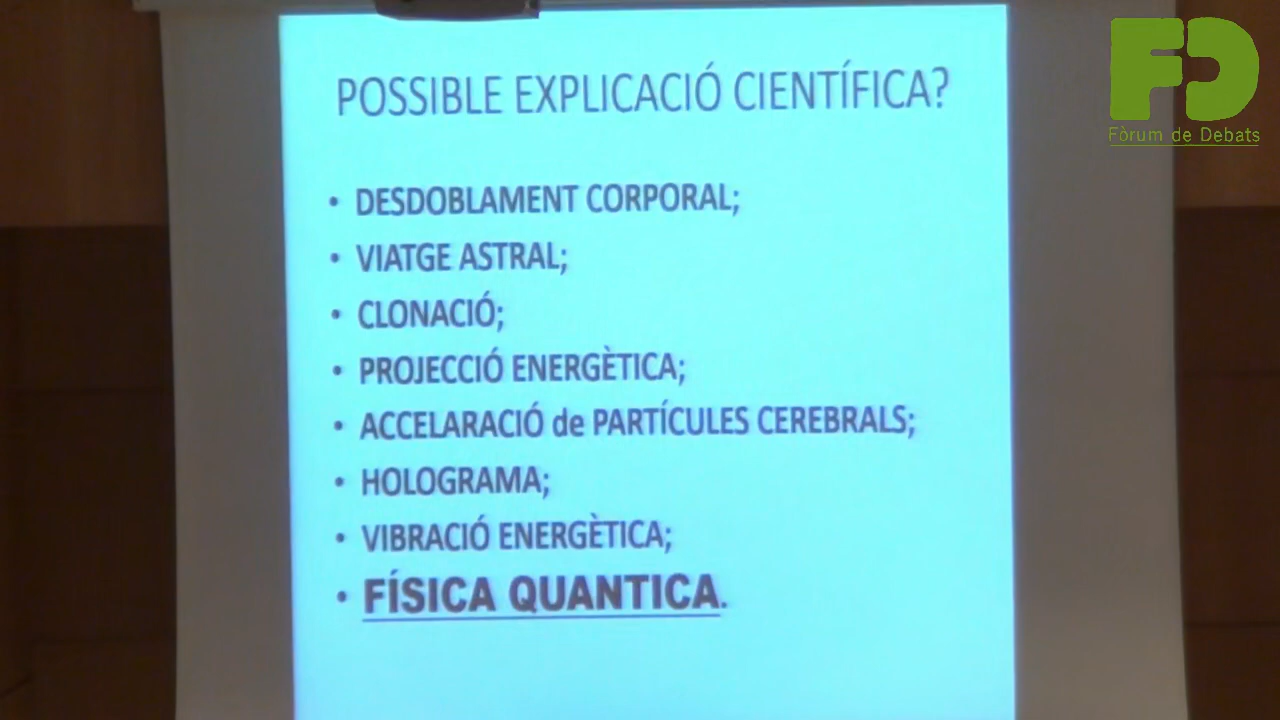 POSSIBLE EXPLICACIÓ CIENTÍFICA?
• DESDOBLAMENT CORPORAL;
• VIATGE ASTRAL;
• CLONACIÓ;
• PROJECCIÓ ENERGÈTICA;
• ACCELARACIÓ de PARTÍCULES CEREBRALS;
• HOLOGRAMA;
• VIBRACIÓ ENERGÈTICA;
• FÍSICA QUANTICA.
FD
Fòrum de Debats